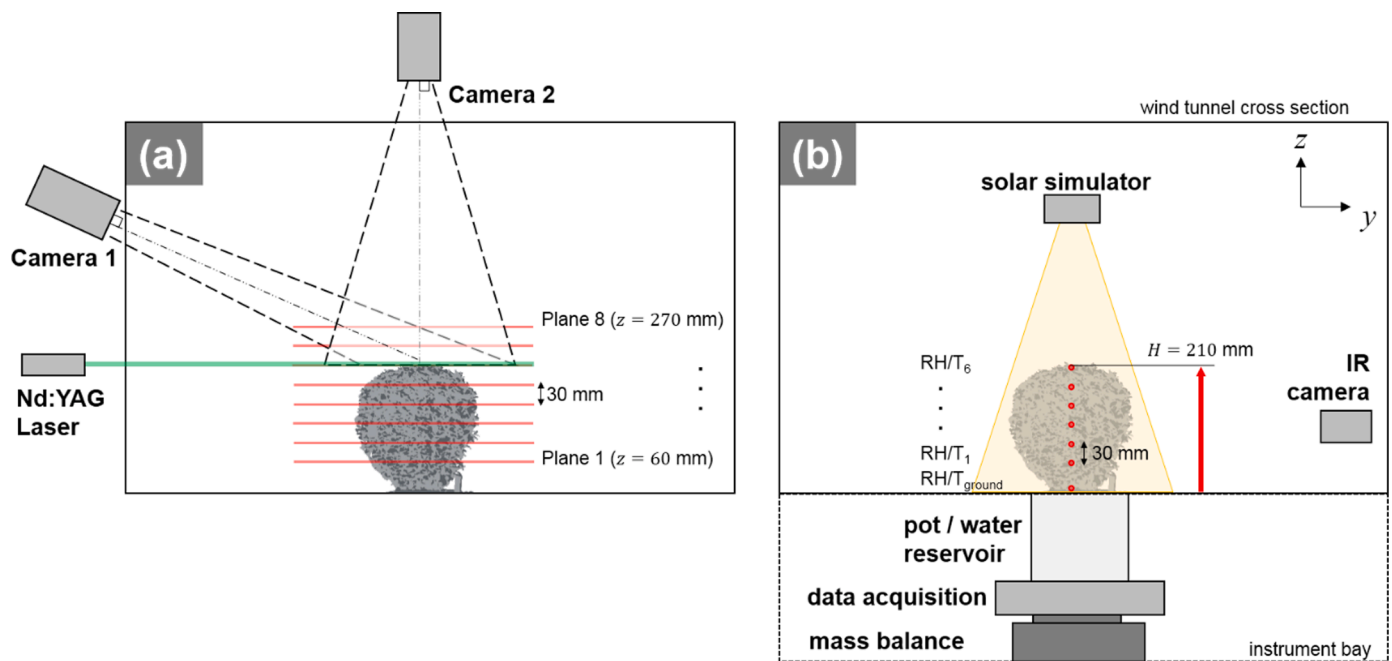 Camera 2
(a)
Camera 1
Plane 8 (z = 270 mm)
Nd:YAG
Laser
30 mm
Plane 1 (z = 60 mm)
wind tunnel cross section
(b)
z
y
solar simulator
H = 210 mm
RH/T6
IR
camera
RH/T1
30 mm
RH/Tground
pot / water
reservoir
data acquisition
mass balance
instrument bay